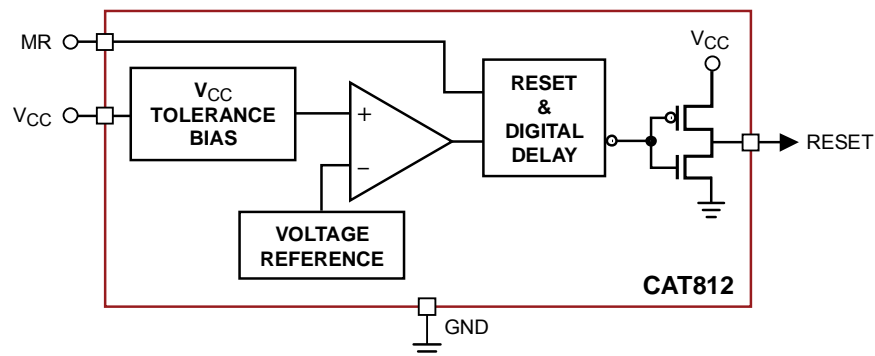 MR
VCC
VCC
TOLERANCE
BIAS
+
−
VOLTAGE
REFERENCE
RESET
&
DIGITAL
DELAY
VCC
RESET
CAT812
GND